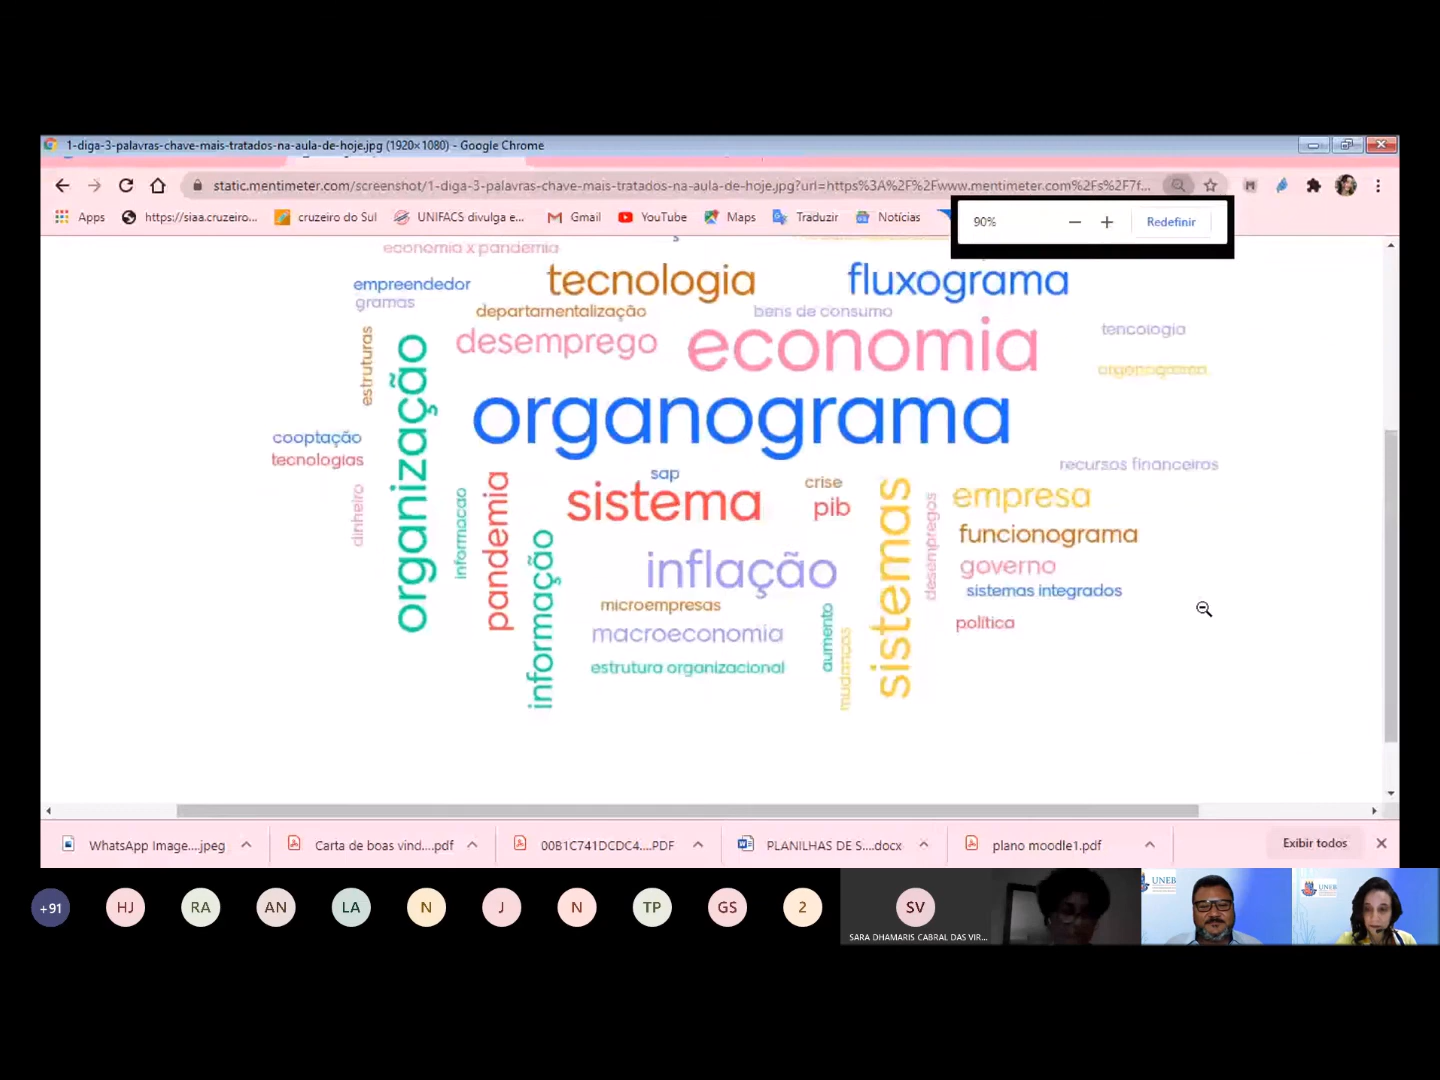 1-diga-3-palavras-chave-mais-tratados-na-aula-de-hoje.jpg (1920×1080) - Google Chrome
static.mentimeter.com/screenshot/1-diga-3-palavras-chave-mais-tratados-na-aula-de-hoje.jpg?url=https%3A%2F%2Fwww.mentimeter.com%2Fs%2F7f...
M
Apps https://siaa.cruzeiro... cruzeiro do Sul UNIFACS divulga e... Gmail YouTube Maps Traduzir Notícias
90% − + Redefinir
economia x pandemia
tecnologia fluxograma
empreendedor
gramas
departamentalização bens de consumo
desemprego economia tencologia
estruturas
organização
organograma
cooptação
tecnologias
recursos financeiros
sap crise
sistema pib
empresa
dinheiro
informacao
pandemia
informação
sistemas
desempregos
funcionograma
inflação
governo
sistemas integrados
microempresas
macroeconomia
aumento
mudanças
política
estrutura organizacional
WhatsApp Image....jpeg Carta de boas vind....pdf 00B1C741DCDC4....PDF PLANILHAS DE S....docx plano moodle1.pdf Exibir todos
+91 HJ RA AN LA N J N TP GS 2 SV
SARA DHAMARIS CABRAL DAS VIR...
UNEB
UNEB